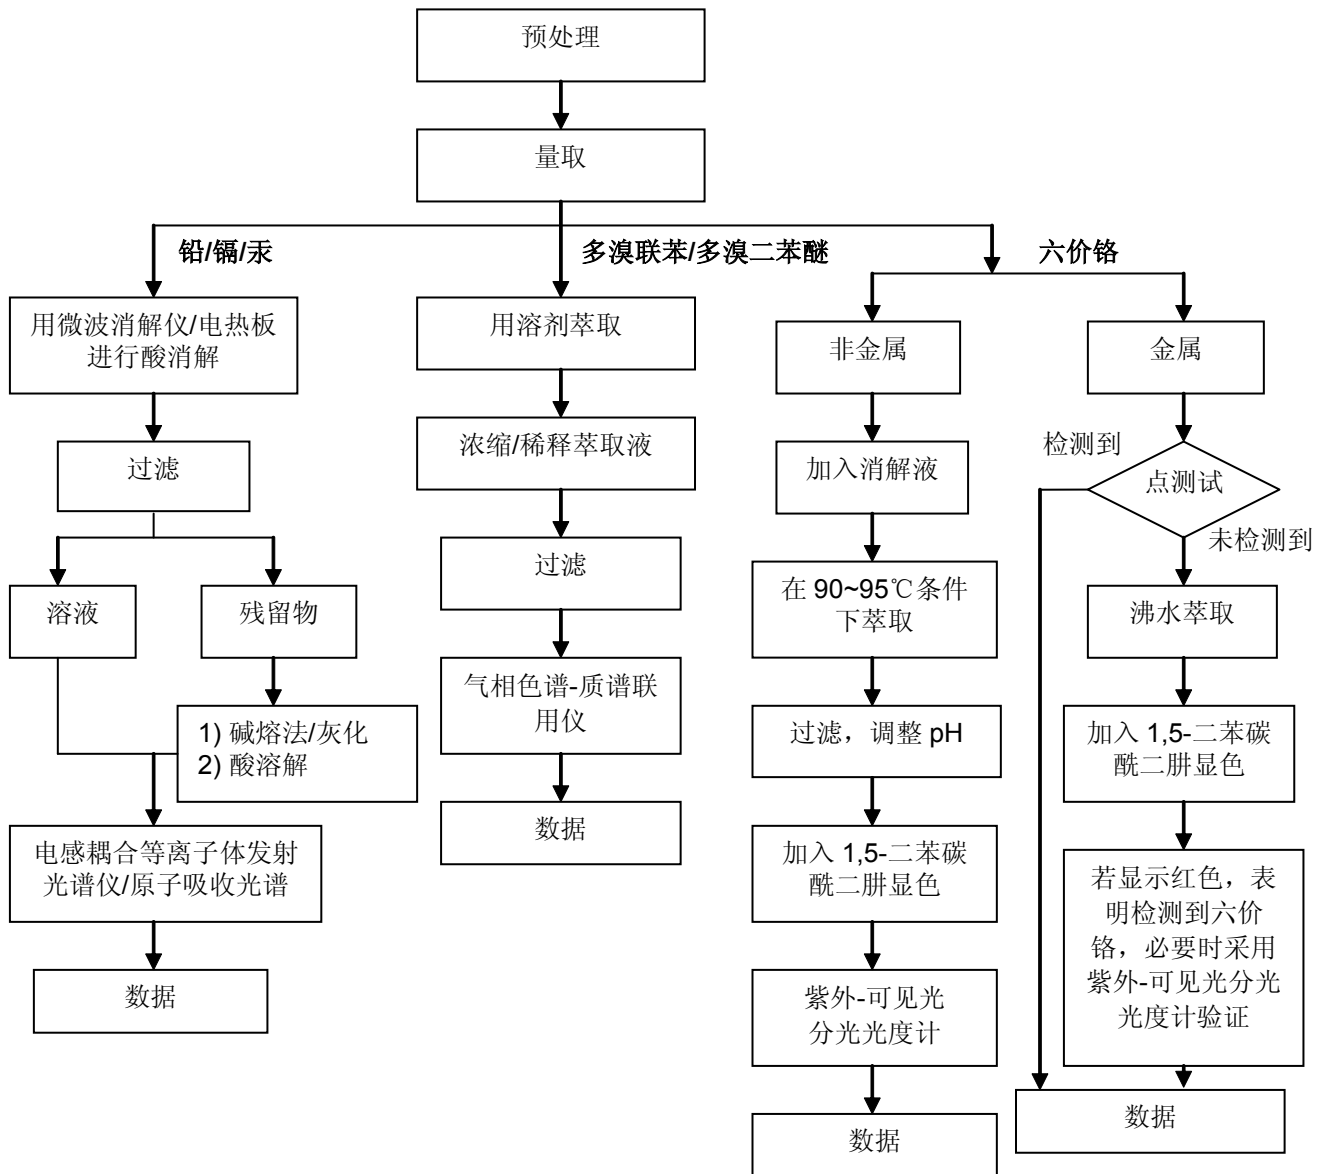 预处理
量取
铅/镉/汞
多溴联苯/多溴二苯醚
六价铬
用微波消解仪/电热板
进行酸消解
过滤
溶液
残留物
1) 碱熔法/灰化
2) 酸溶解
电感耦合等离子体发射
光谱仪/原子吸收光谱
数据
用溶剂萃取
浓缩/稀释萃取液
过滤
气相色谱-质谱联
用仪
数据
非金属
加入消解液
在 90~95℃条件
下萃取
过滤，调整 pH
加入 1,5-二苯碳
酰二肼显色
紫外-可见光
分光光度计
数据
金属
检测到
点测试
未检测到
沸水萃取
加入 1,5-二苯碳
酰二肼显色
若显示红色，表
明检测到六价
铬，必要时采用
紫外-可见光分光
光度计验证
数据